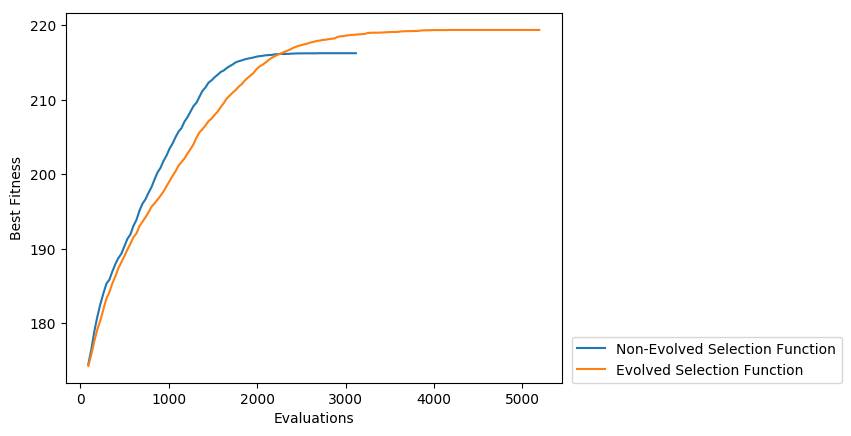 220
210
200
190
180
Best Fitness
0 1000 2000 3000 4000 5000
Evaluations
Non-Evolved Selection Function
Evolved Selection Function